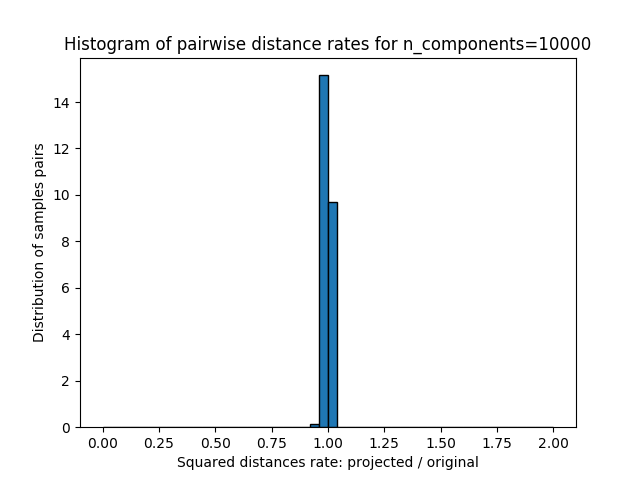 Histogram of pairwise distance rates for n_components=10000
Distribution of samples pairs
14
12
10
8
6
4
2
0
0.00 0.25 0.50 0.75 1.00 1.25 1.50 1.75 2.00
Squared distances rate: projected / original